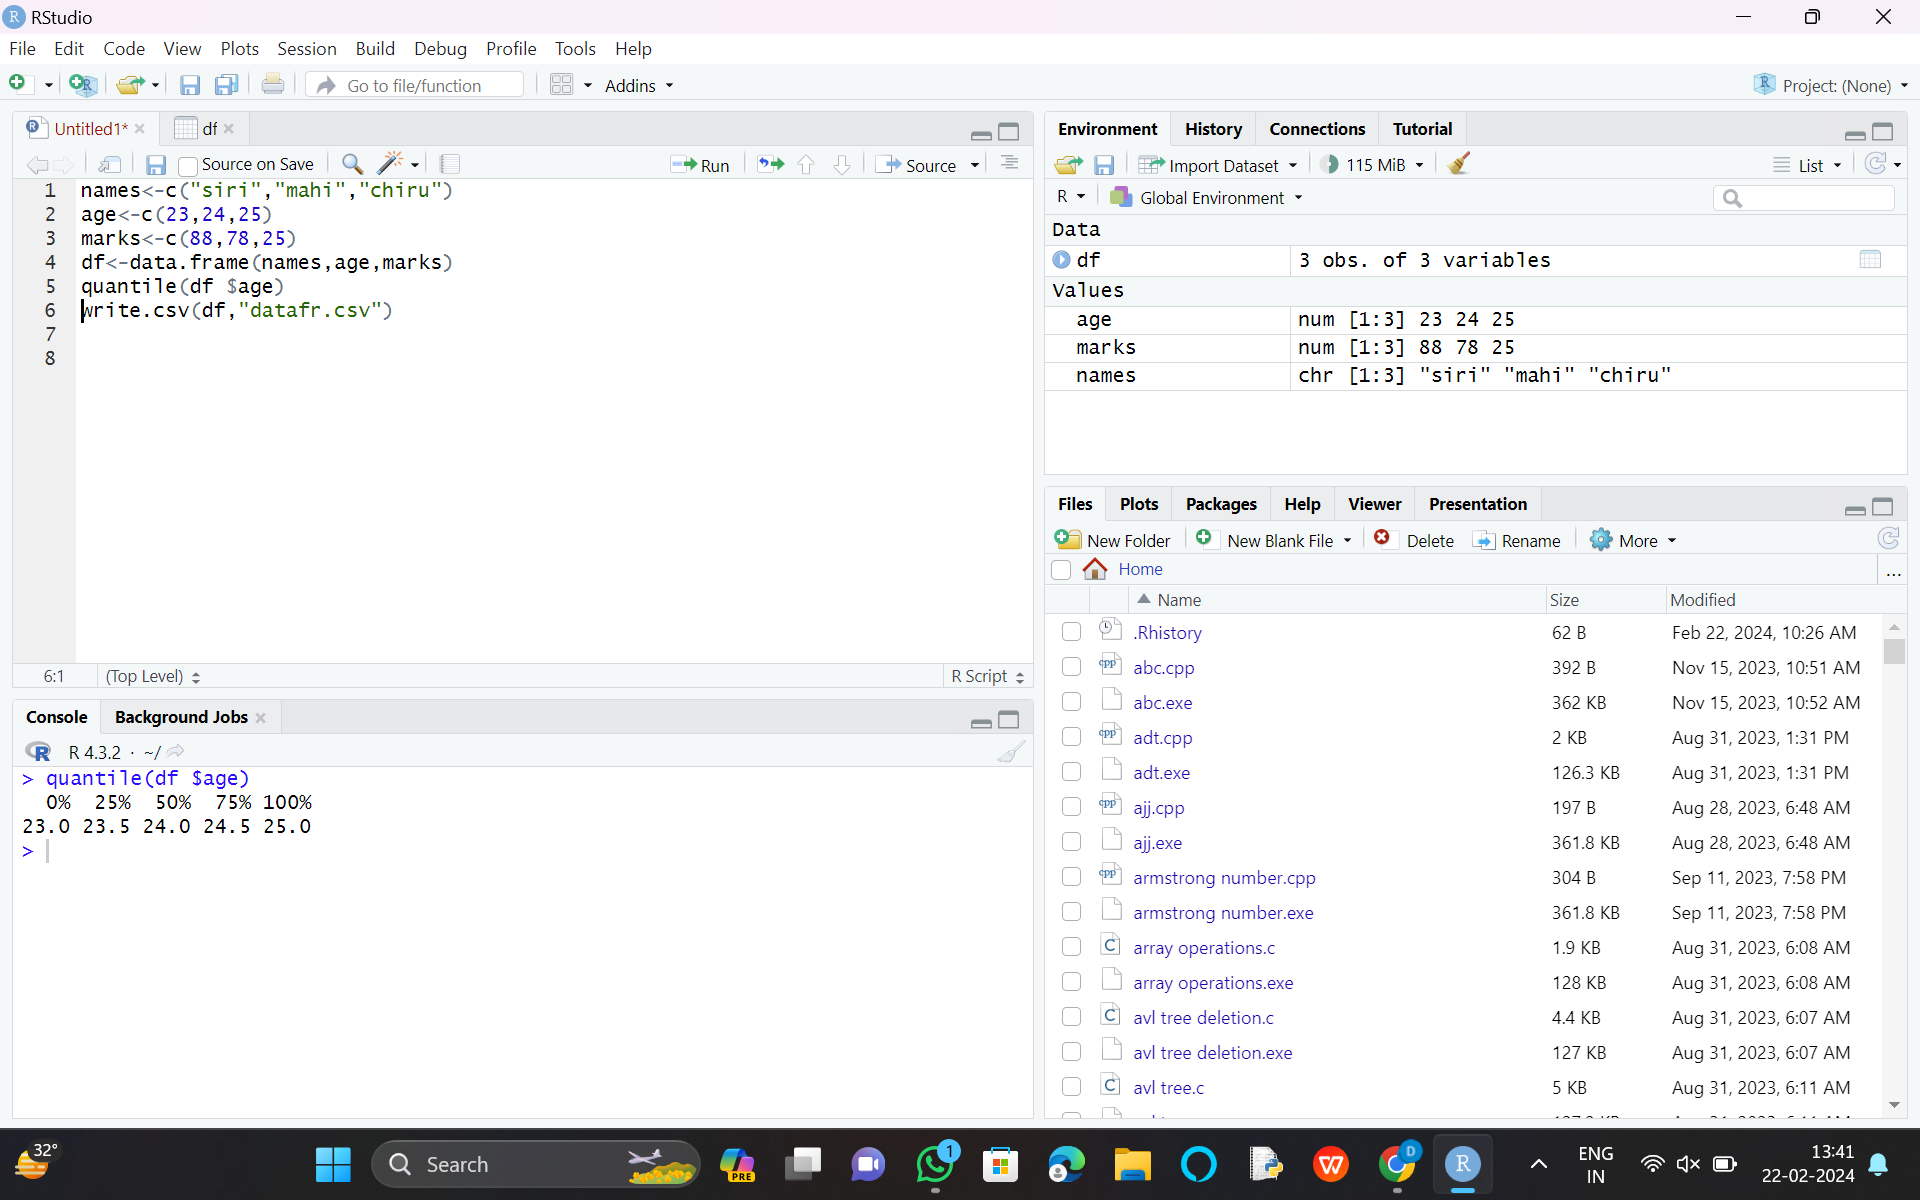 RStudio
File Edit Code View Plots Session Build Debug Profile Tools Help
Go to file/function Addins Project: (None)
Untitled1* df
Source on Save Run Source
1 names<-c("siri","mahi","chiru")
2 age<-c(23,24,25)
3 marks<-c(88,78,25)
4 df<-data.frame(names,age,marks)
5 quantile(df $age)
6 write.csv(df,"datafr.csv")
7
8
6:1 (Top Level) R Script
Console Background Jobs
R 4.3.2 · ~/
> quantile(df $age)
0% 25% 50% 75% 100%
23.0 23.5 24.0 24.5 25.0
>
Environment History Connections Tutorial
Import Dataset 115 MiB List
R Global Environment
Data
df 3 obs. of 3 variables
Values
age num [1:3] 23 24 25
marks num [1:3] 88 78 25
names chr [1:3] "siri" "mahi" "chiru"
Files Plots Packages Help Viewer Presentation
New Folder New Blank File Delete Rename More
Home ...
Name Size Modified
.Rhistory 62 B Feb 22, 2024, 10:26 AM
abc.cpp 392 B Nov 15, 2023, 10:51 AM
abc.exe 362 KB Nov 15, 2023, 10:52 AM
adt.cpp 2 KB Aug 31, 2023, 1:31 PM
adt.exe 126.3 KB Aug 31, 2023, 1:31 PM
ajj.cpp 197 B Aug 28, 2023, 6:48 AM
ajj.exe 361.8 KB Aug 28, 2023, 6:48 AM
armstrong number.cpp 304 B Sep 11, 2023, 7:58 PM
armstrong number.exe 361.8 KB Sep 11, 2023, 7:58 PM
array operations.c 1.9 KB Aug 31, 2023, 6:08 AM
array operations.exe 128 KB Aug 31, 2023, 6:08 AM
avl tree deletion.c 4.4 KB Aug 31, 2023, 6:07 AM
avl tree deletion.exe 127 KB Aug 31, 2023, 6:07 AM
avl tree.c 5 KB Aug 31, 2023, 6:11 AM
32° Search PRE 1 D R ENG 13:41
IN 22-02-2024